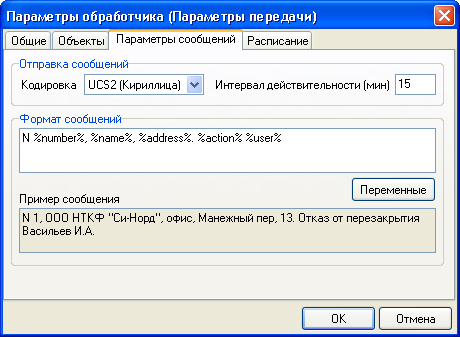 Параметры обработчика (Параметры передачи)
Общие Объекты Параметры сообщений Расписание
Отправка сообщений
Кодировка UCS2 (Кириллица) Интервал действительности (мин) 15
Формат сообщений
N %number%, %name%, %address%. %action% %user%
Переменные
Пример сообщения
N 1, ООО НТКФ "Си-Норд", офис, Манежный пер, 13. Отказ от перезакрытия
Васильев И.А.
OK Отмена